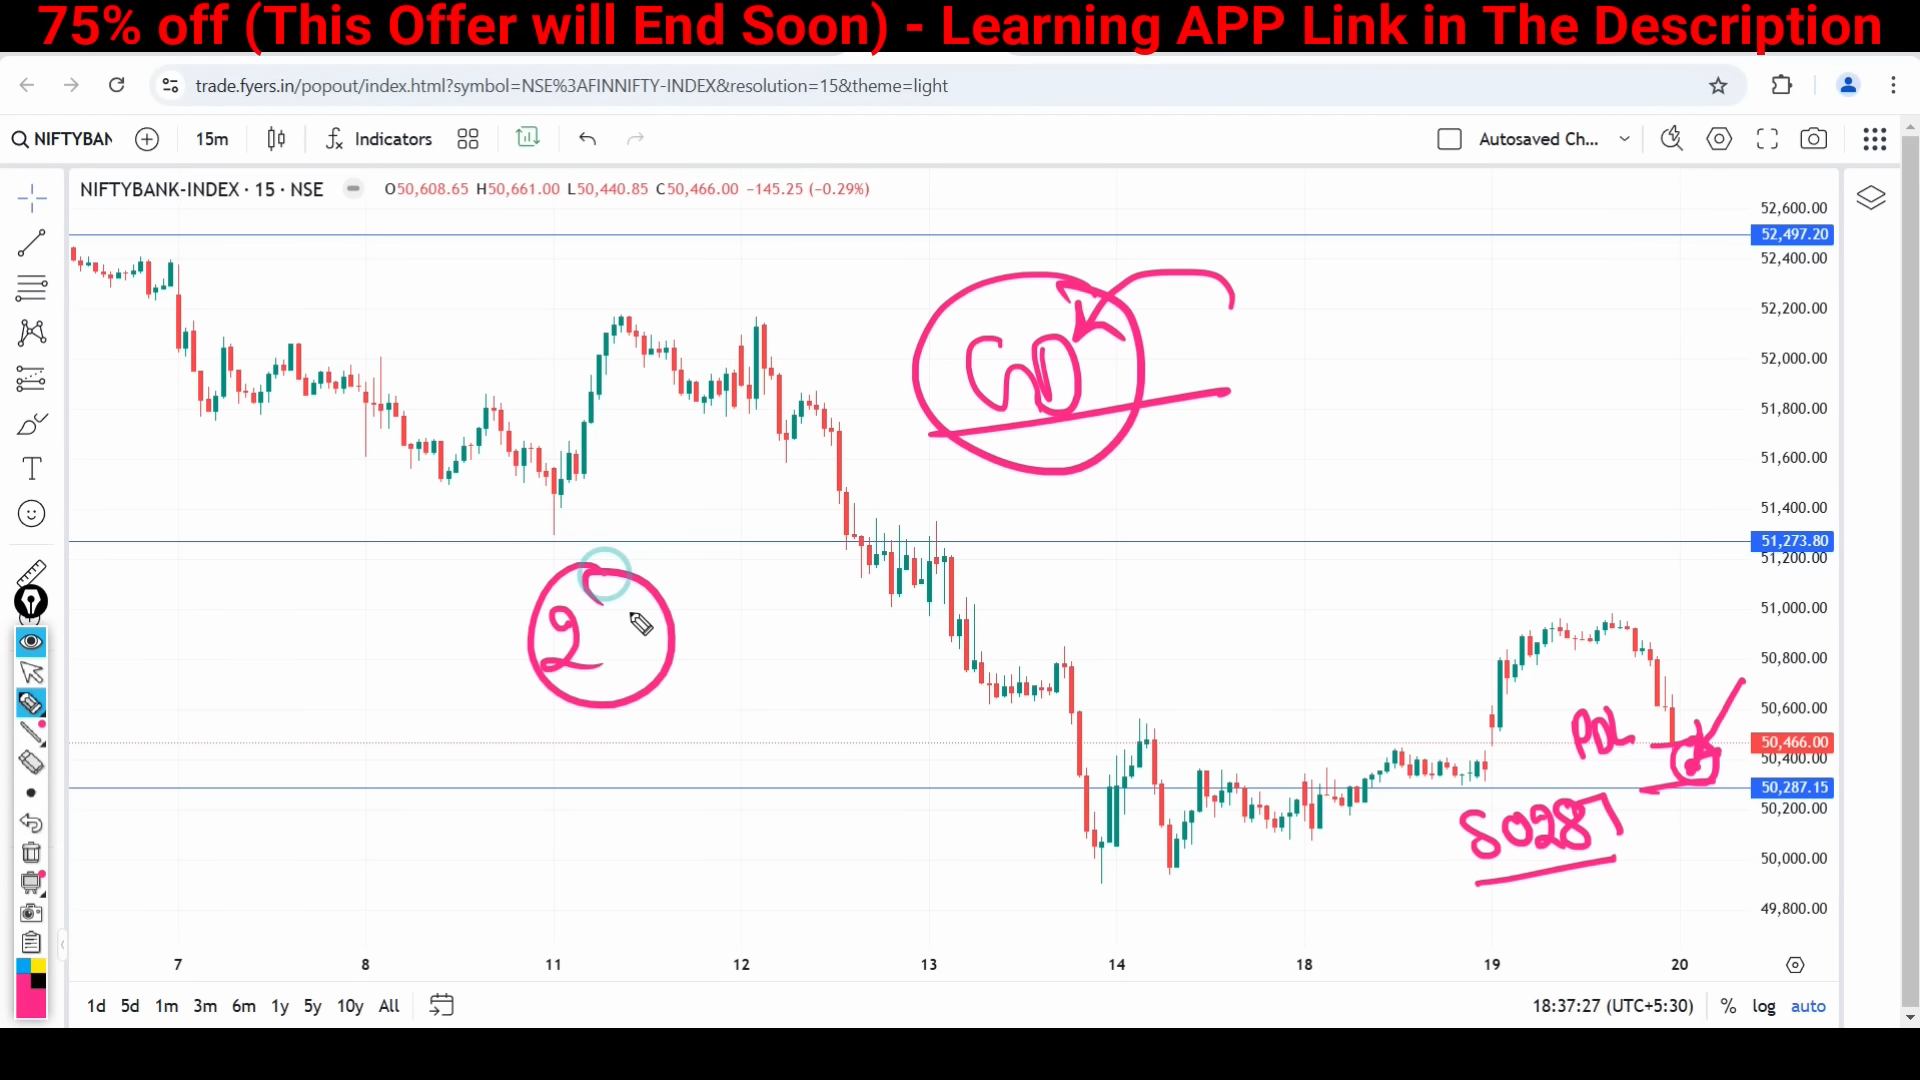 75% off (This Offer will End Soon) - Learning APP Link in The Description
trade.fyers.in/popout/index.html?symbol=NSE%3AFINNIFTY-INDEX&resolution=15&theme=light
NIFTYBAN
15m
Indicators
Autosaved Ch...
NIFTYBANK-INDEX · 15 · NSE
O50,608.65 H50,661.00 L50,440.85 C50,466.00 −145.25 (−0.29%)
52,600.00
52,497.20
52,400.00
52,200.00
52,000.00
51,800.00
51,600.00
51,400.00
51,273.80
51,200.00
51,000.00
50,800.00
50,600.00
50,466.00
50,400.00
50,287.15
50,200.00
50,000.00
49,800.00
2
PDL
50287
7 8 11 12 13 14 18 19 20
1d 5d 1m 3m 6m 1y 5y 10y All
18:37:27 (UTC+5:30) % log auto